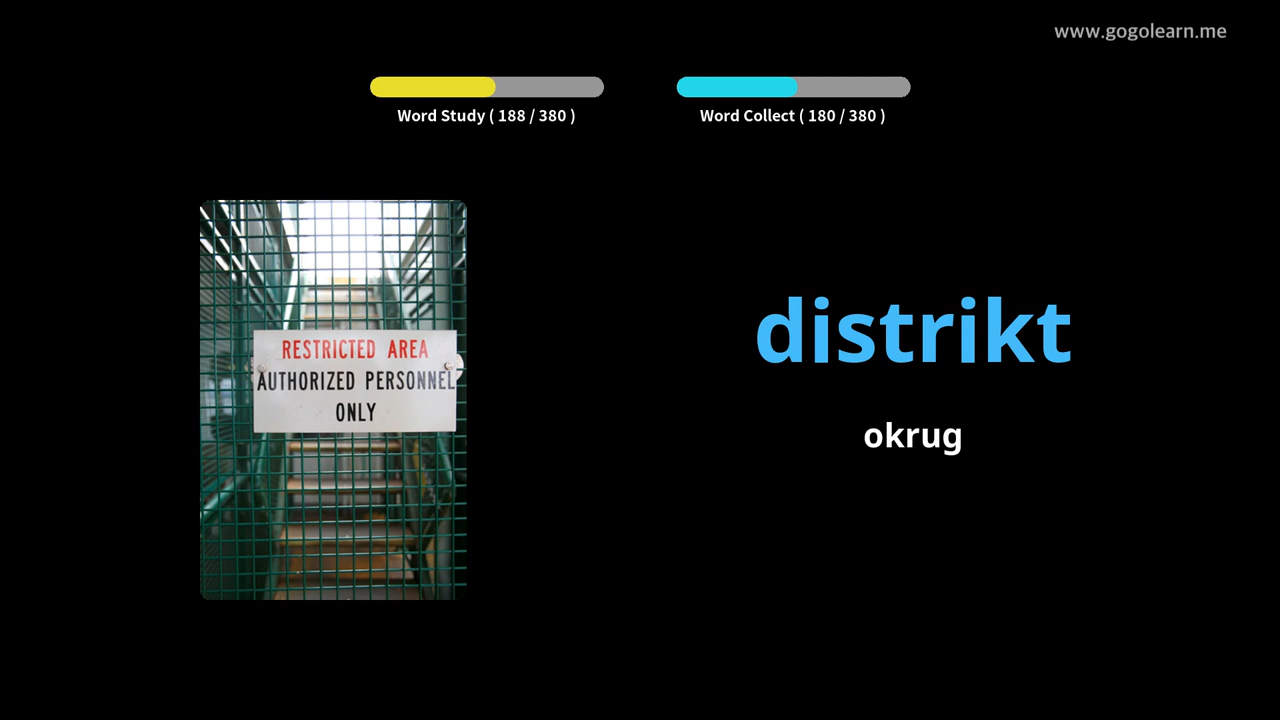 www.gogolearn.me
Word Study ( 188 / 380 )
Word Collect ( 180 / 380 )
RESTRICTED AREA
AUTHORIZED PERSONNEL
ONLY
distrikt
okrug